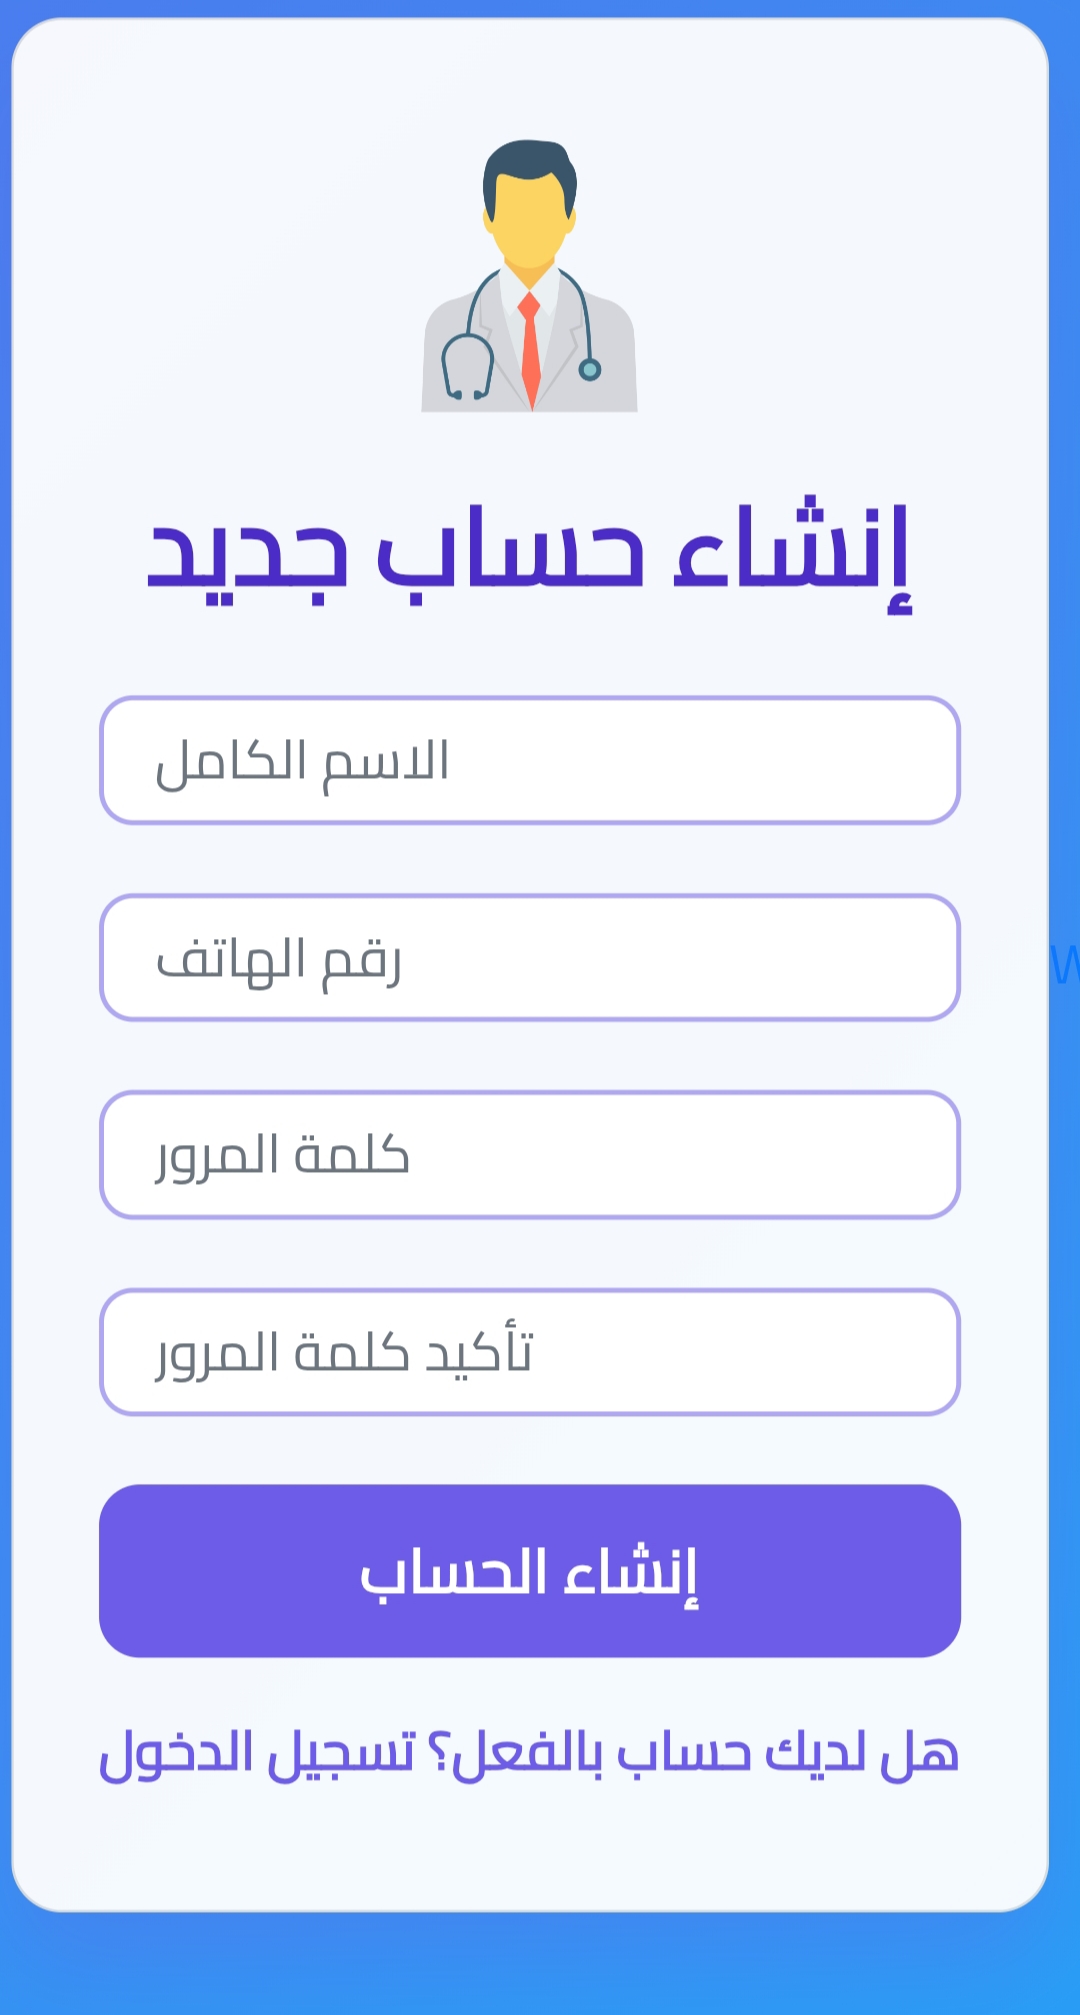 إنشاء حساب جديد
الاسم الكامل
رقم الهاتف
W
كلمة المرور
تأكيد كلمة المرور
إنشاء الحساب
هل لديك حساب بالفعل؟ تسجيل الدخول